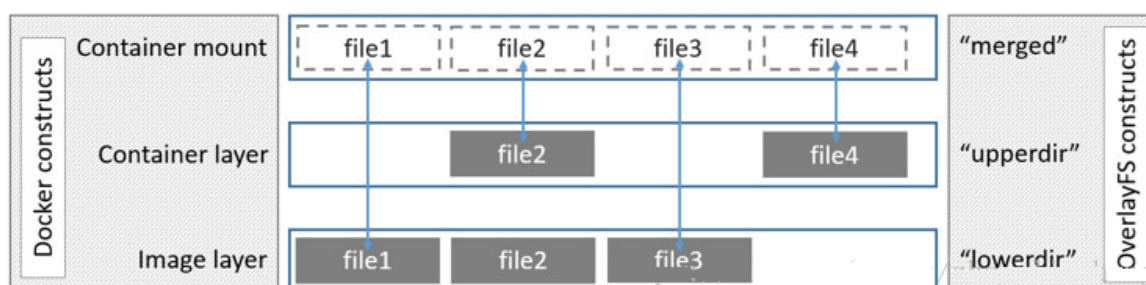 Docker constructs
Container mount
file1 file2 file3 file4
“merged”
Container layer
file2 file4
“upperdir”
Image layer
file1 file2 file3
“lowerdir”
OverlayFS constructs